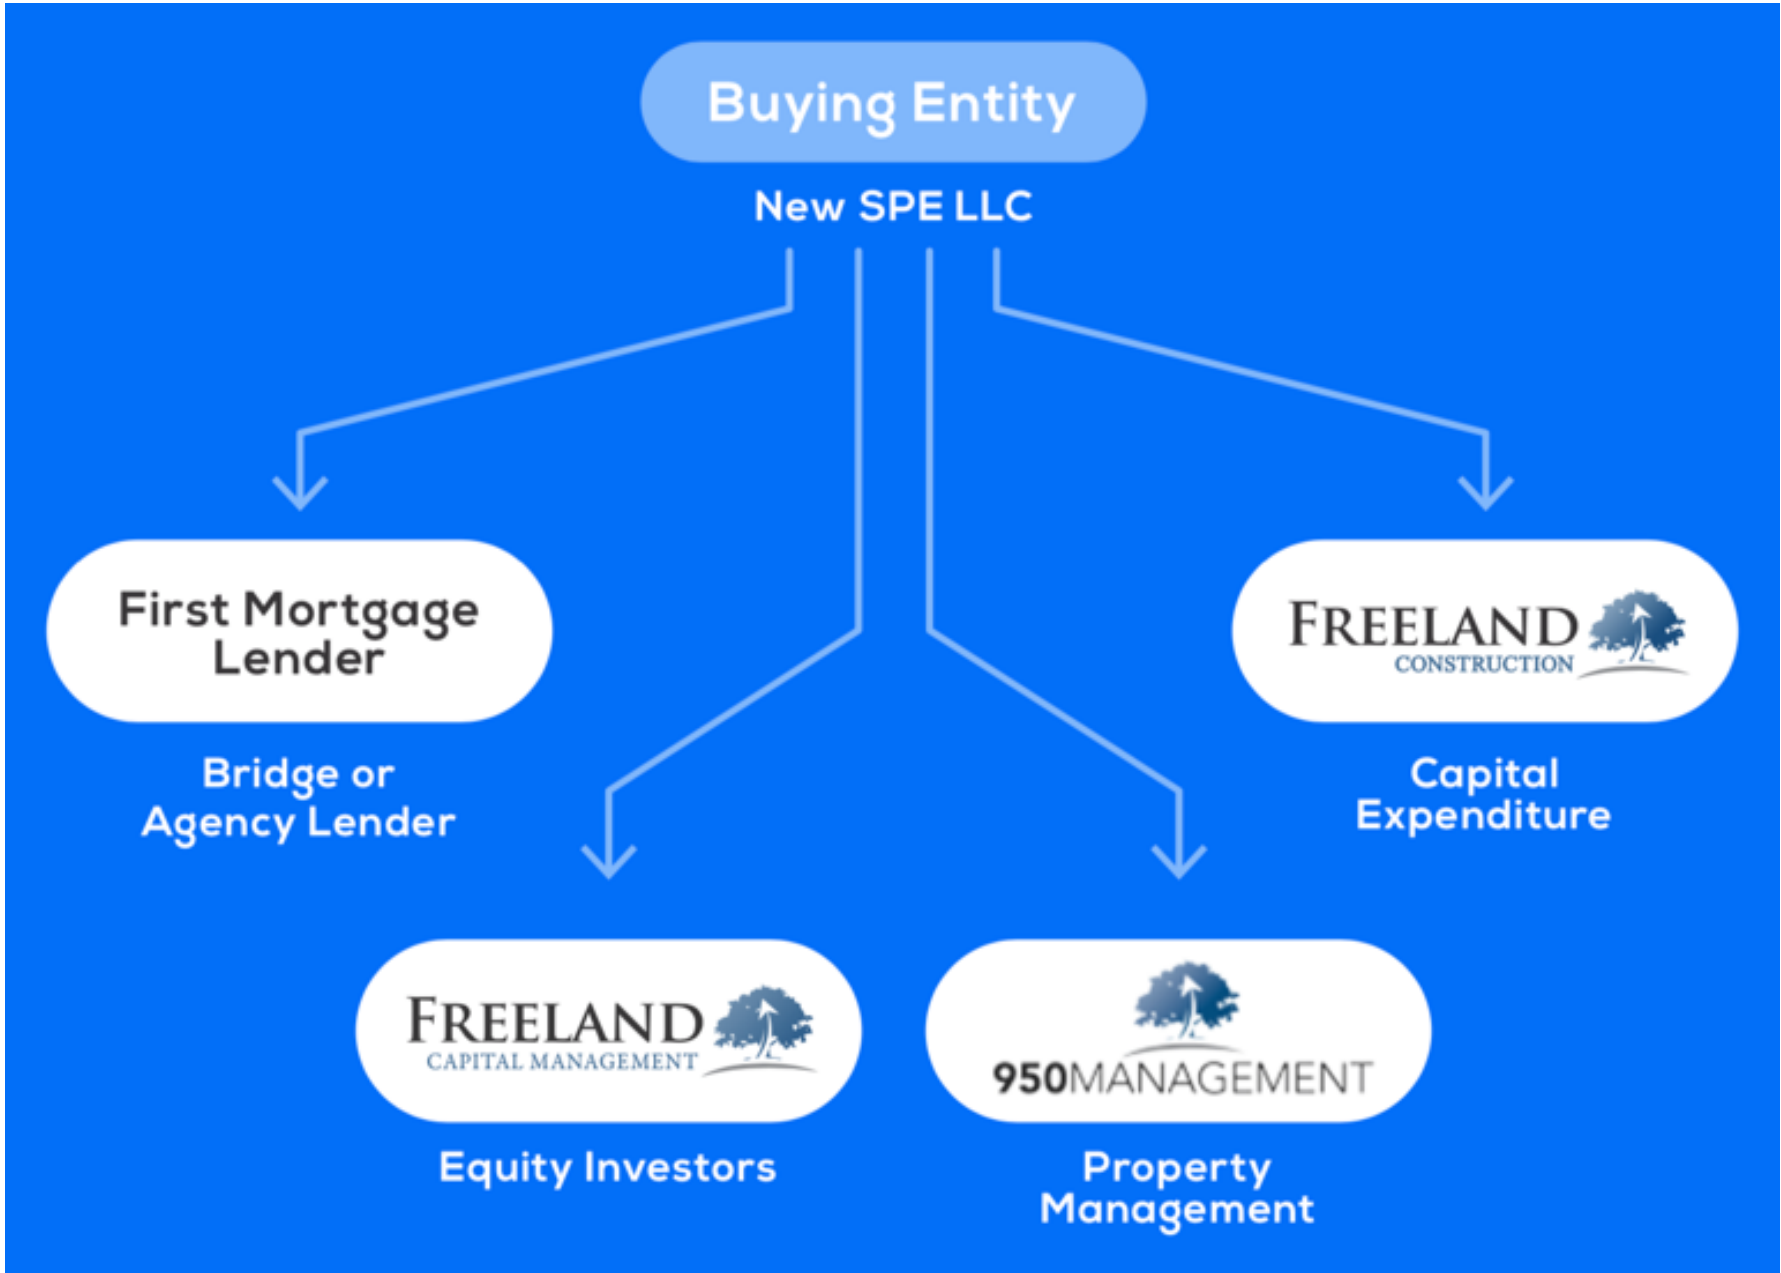 Buying Entity
New SPE LLC
First Mortgage
Lender
Bridge or
Agency Lender
FREELAND
CONSTRUCTION
Capital
Expenditure
FREELAND
CAPITAL MANAGEMENT
Equity Investors
950MANAGEMENT
Property
Management